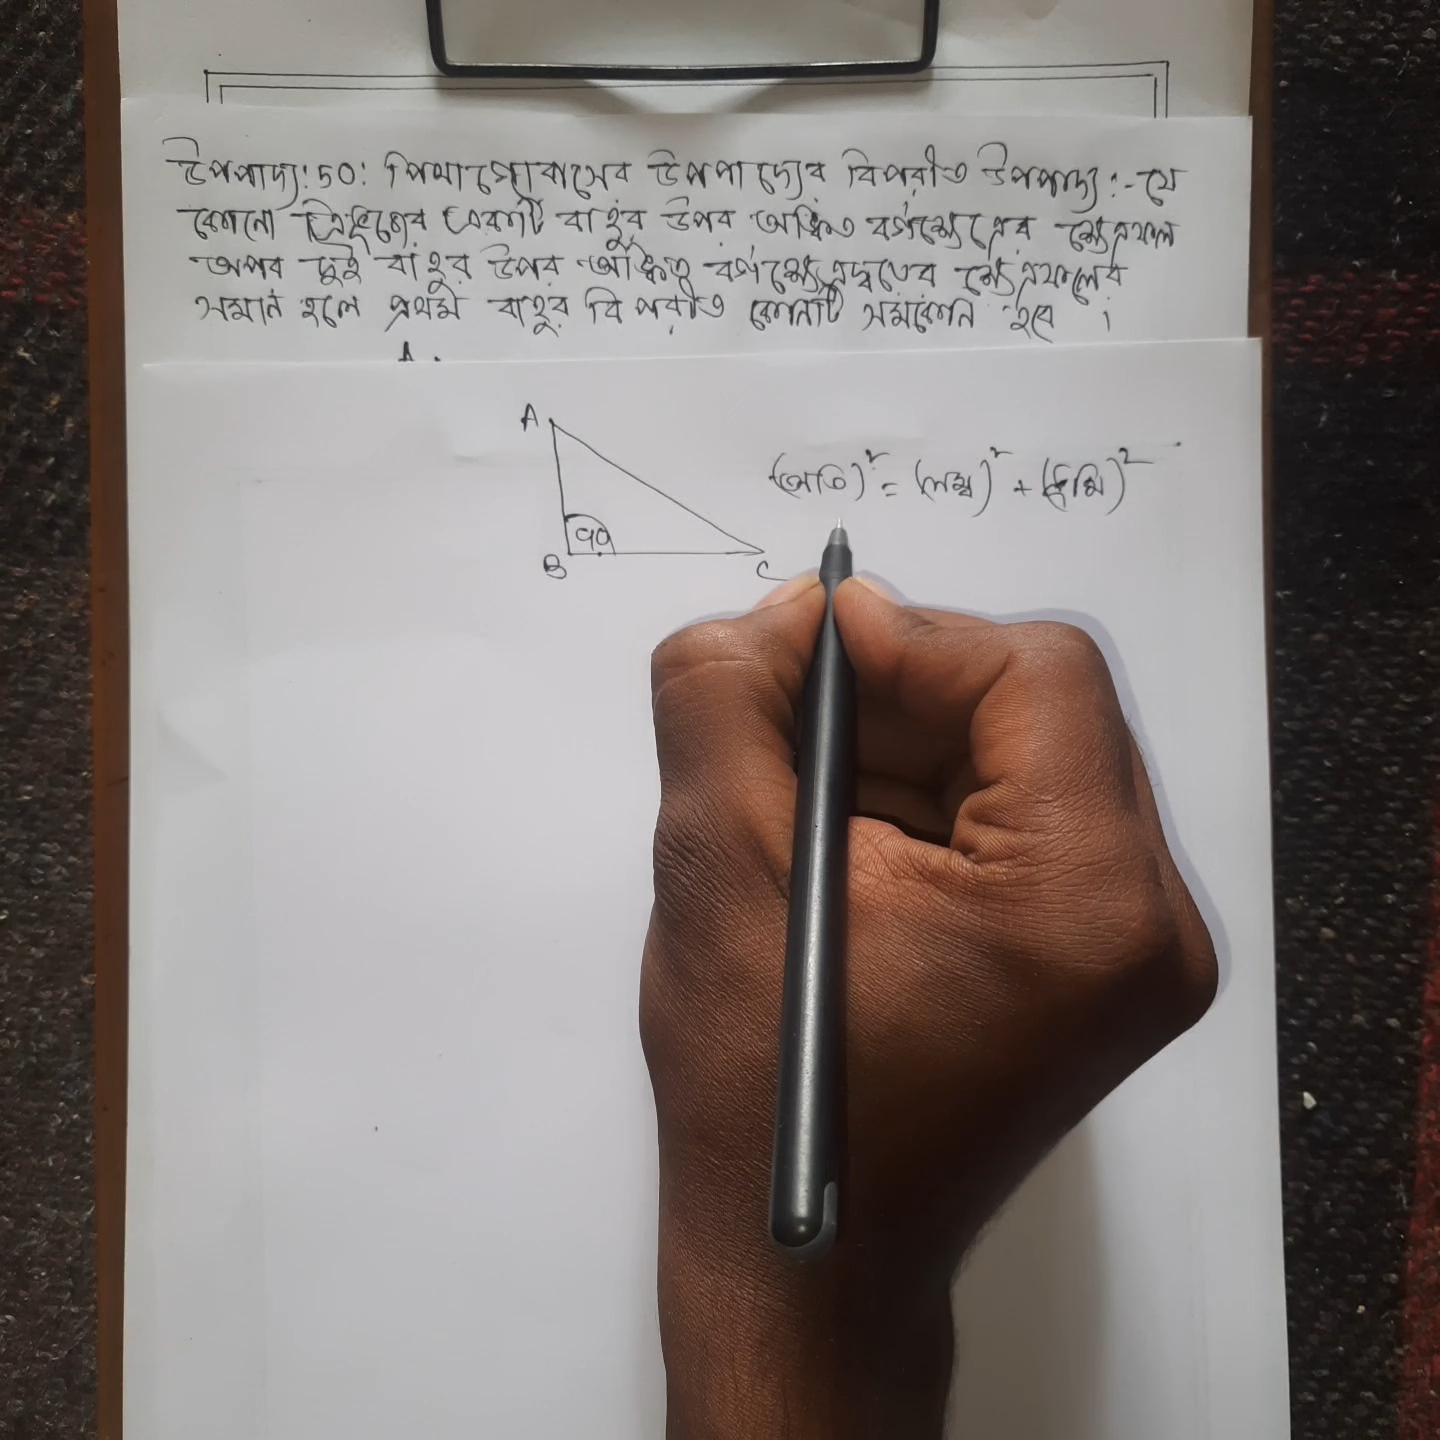 উপপাদ্য:50: পিথাগোরাসের উপপাদ্যের বিপরীত উপপাদ্য:- যে
কোনো ত্রিভুজের একটি বাহুর উপর অঙ্কিত বর্গক্ষেত্রের ক্ষেত্রফল
অপর দুই বাহুর উপর অঙ্কিত বর্গক্ষেত্রদ্বয়ের ক্ষেত্রফলের
সমান হলে প্রথম বাহুর বিপরীত কোনটি সমকোন হবে ।
A
A
(অতি)² = (লম্ব)² + (ভূমি)²
90
B
C